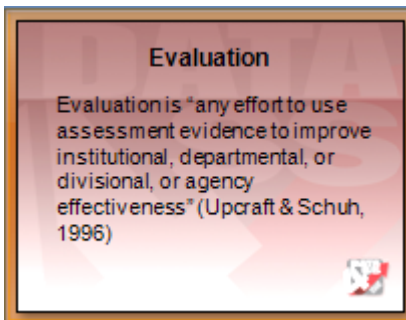 Evaluation
Evaluation is “any effort to use
assessment evidence to improve
institutional, departmental, or
divisional, or agency
effectiveness” (Upcraft & Schuh,
1996)